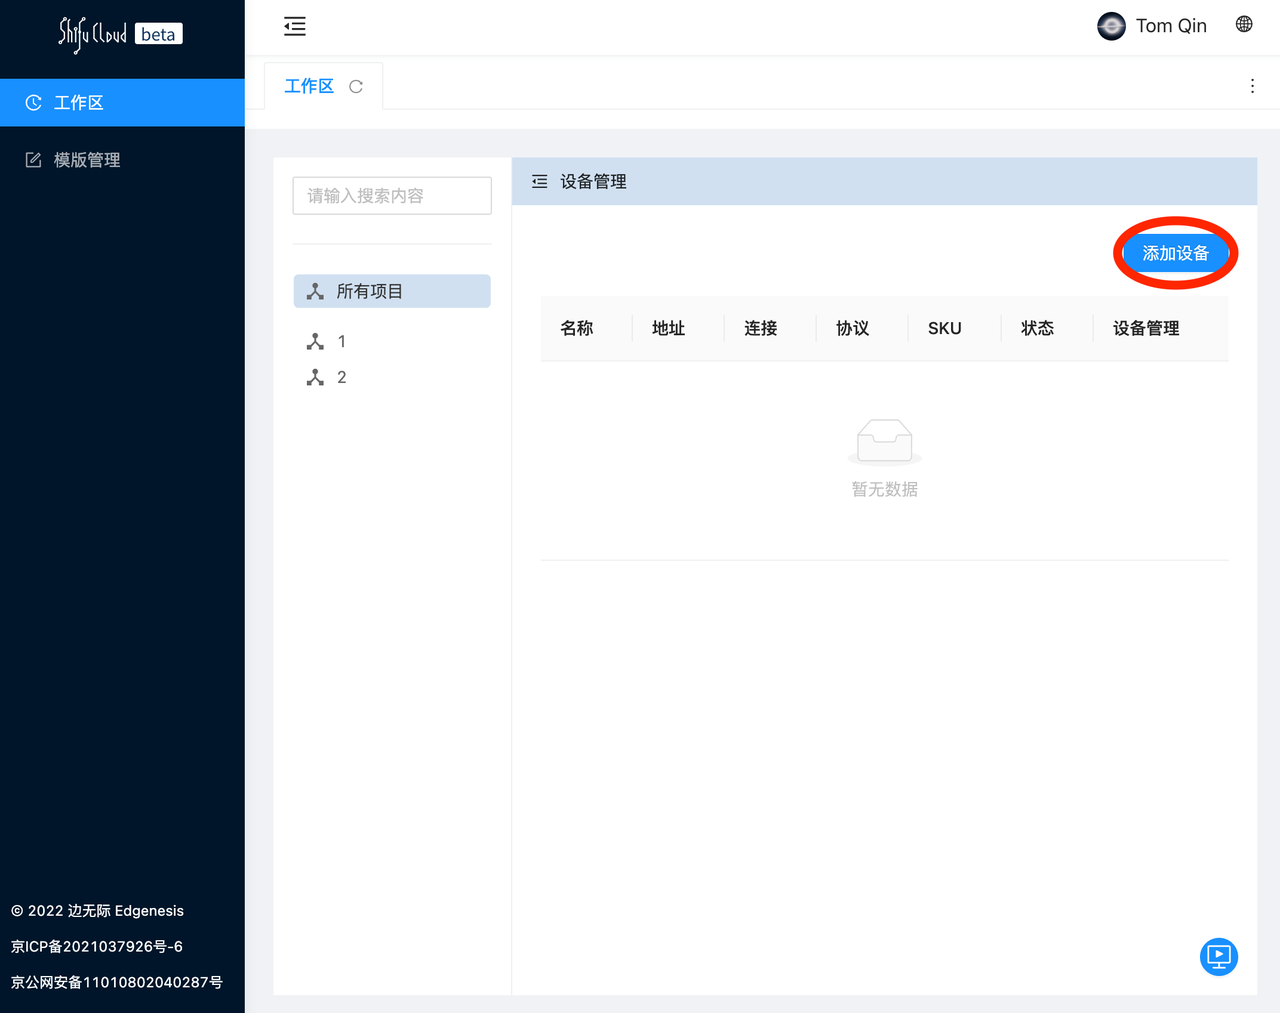 Shifu Cloud beta
Tom Qin
工作区
模版管理
工作区
请输入搜索内容
所有项目
1
2
设备管理
添加设备
名称 地址 连接 协议 SKU 状态 设备管理
暂无数据
© 2022 边无际 Edgenesis
京ICP备2021037926号-6
京公网安备11010802040287号